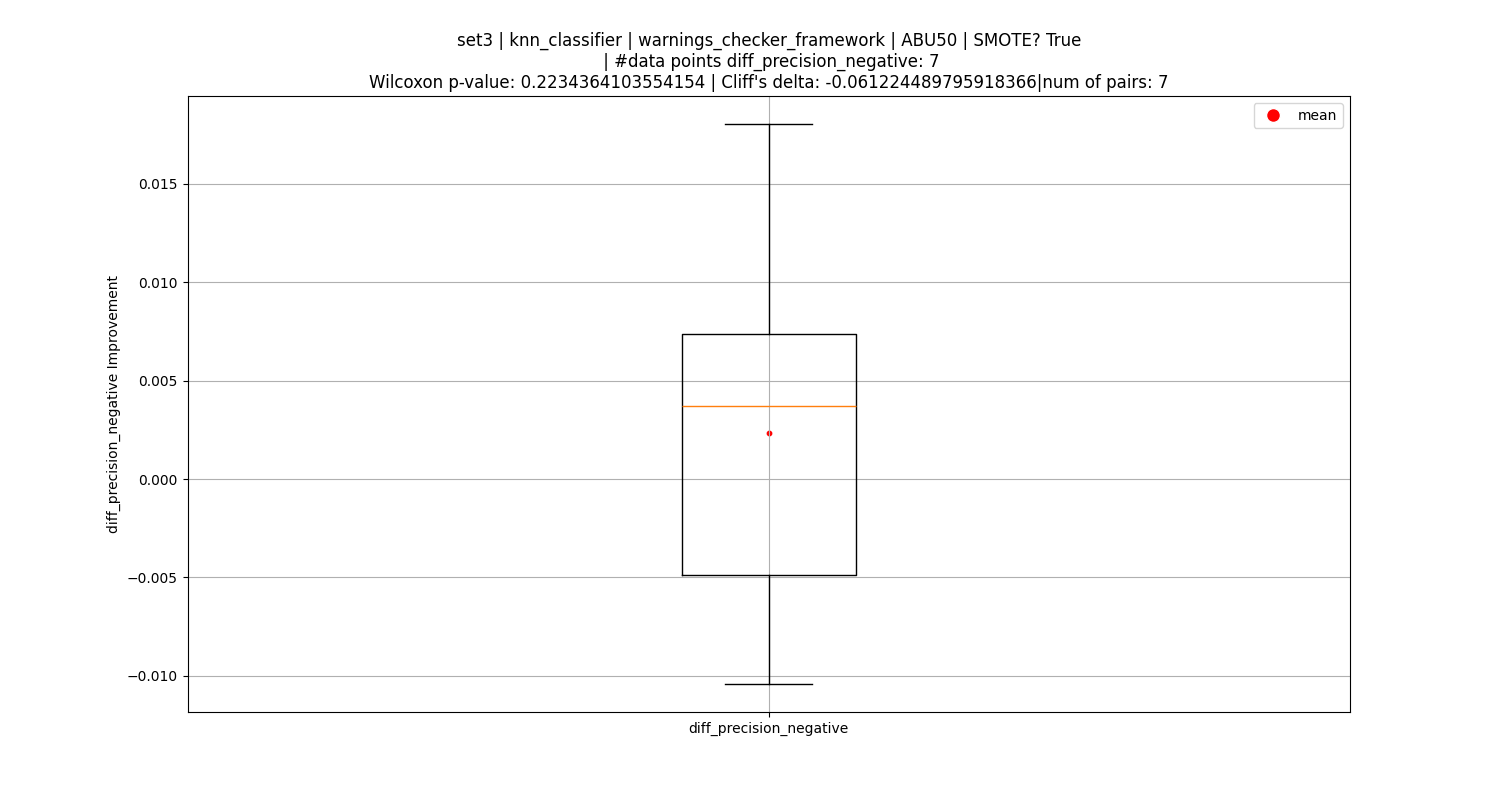 set3 | knn_classifier | warnings_checker_framework | ABU50 | SMOTE? True
| #data points diff_precision_negative: 7
Wilcoxon p-value: 0.2234364103554154 | Cliff's delta: -0.061224489795918366|num of pairs: 7
mean
0.015
0.010
0.005
0.000
−0.005
−0.010
diff_precision_negative Improvement
diff_precision_negative